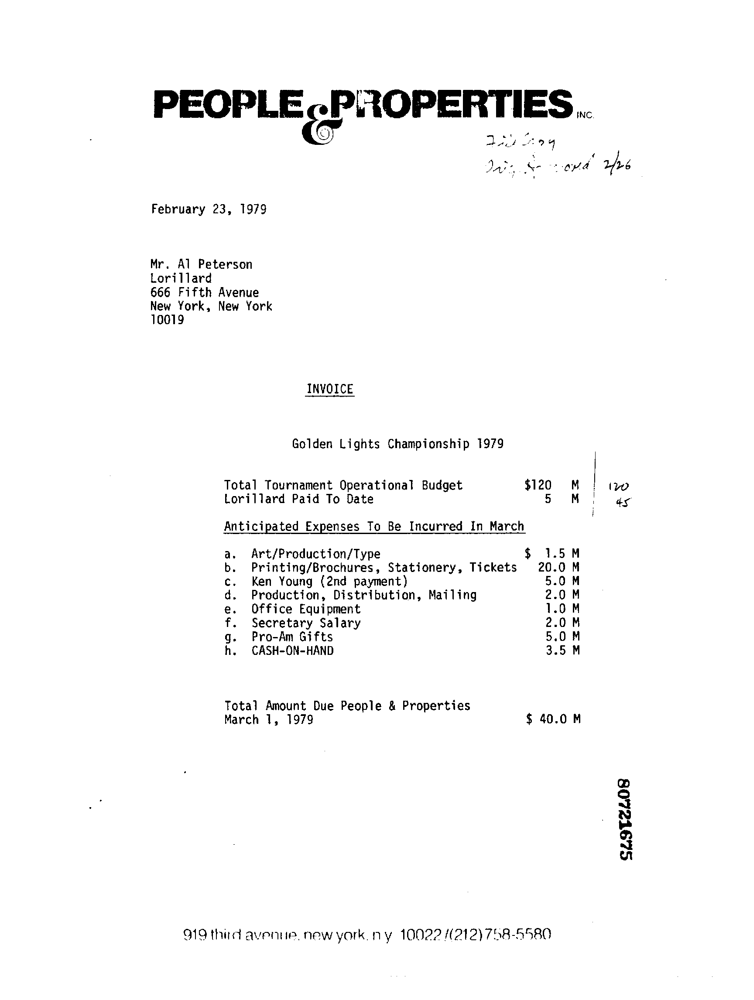 PEOPLE & PROPERTIES INC.
2/26
February 23, 1979
Mr. Al Peterson
Lorillard
666 Fifth Avenue
New York, New York
10019
INVOICE
Golden Lights Championship 1979
Total Tournament Operational Budget $120 M 120
Lorillard Paid To Date 5 M 45
Anticipated Expenses To Be Incurred In March
a. Art/Production/Type $ 1.5 M
b. Printing/Brochures, Stationery, Tickets 20.0 M
c. Ken Young (2nd payment) 5.0 M
d. Production, Distribution, Mailing 2.0 M
e. Office Equipment 1.0 M
f. Secretary Salary 2.0 M
g. Pro-Am Gifts 5.0 M
h. CASH-ON-HAND 3.5 M
Total Amount Due People & Properties
March 1, 1979 $ 40.0 M
80721675
919 third avenue, new york, n y 10022/(212)758-5580